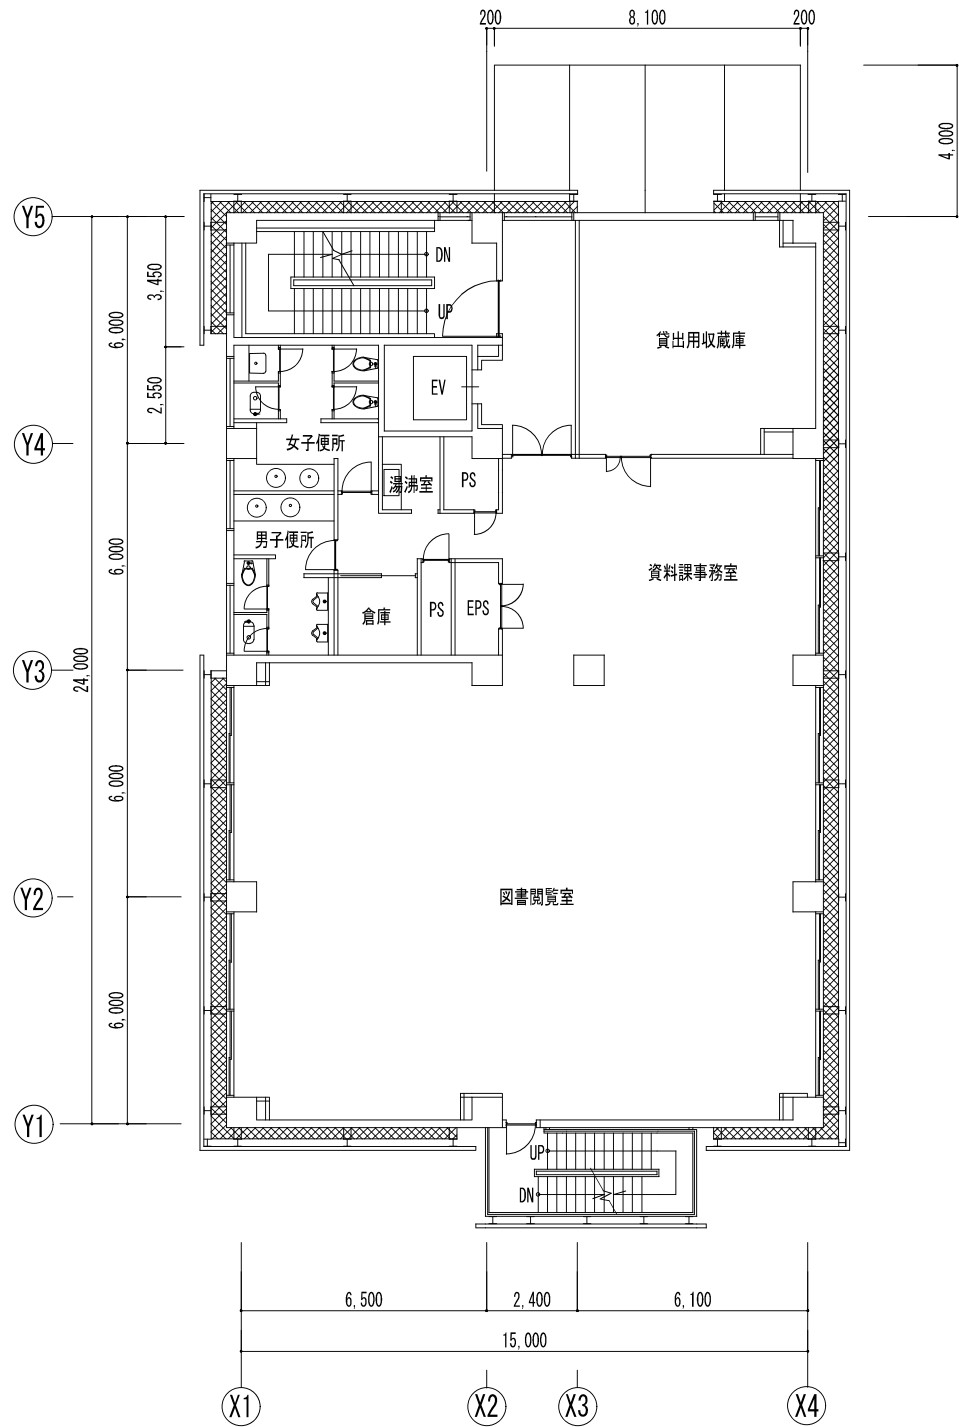 200
8,100
200
4,000
Y5
3,450
6,000
DN
UP
貸出用収蔵庫
2,550
EV
Y4
女子便所
湯沸室
PS
男子便所
6,000
資料課事務室
倉庫
PS
EPS
Y3
24,000
6,000
Y2
図書閲覧室
6,000
Y1
UP
DN
6,500
2,400
6,100
15,000
X1
X2
X3
X4